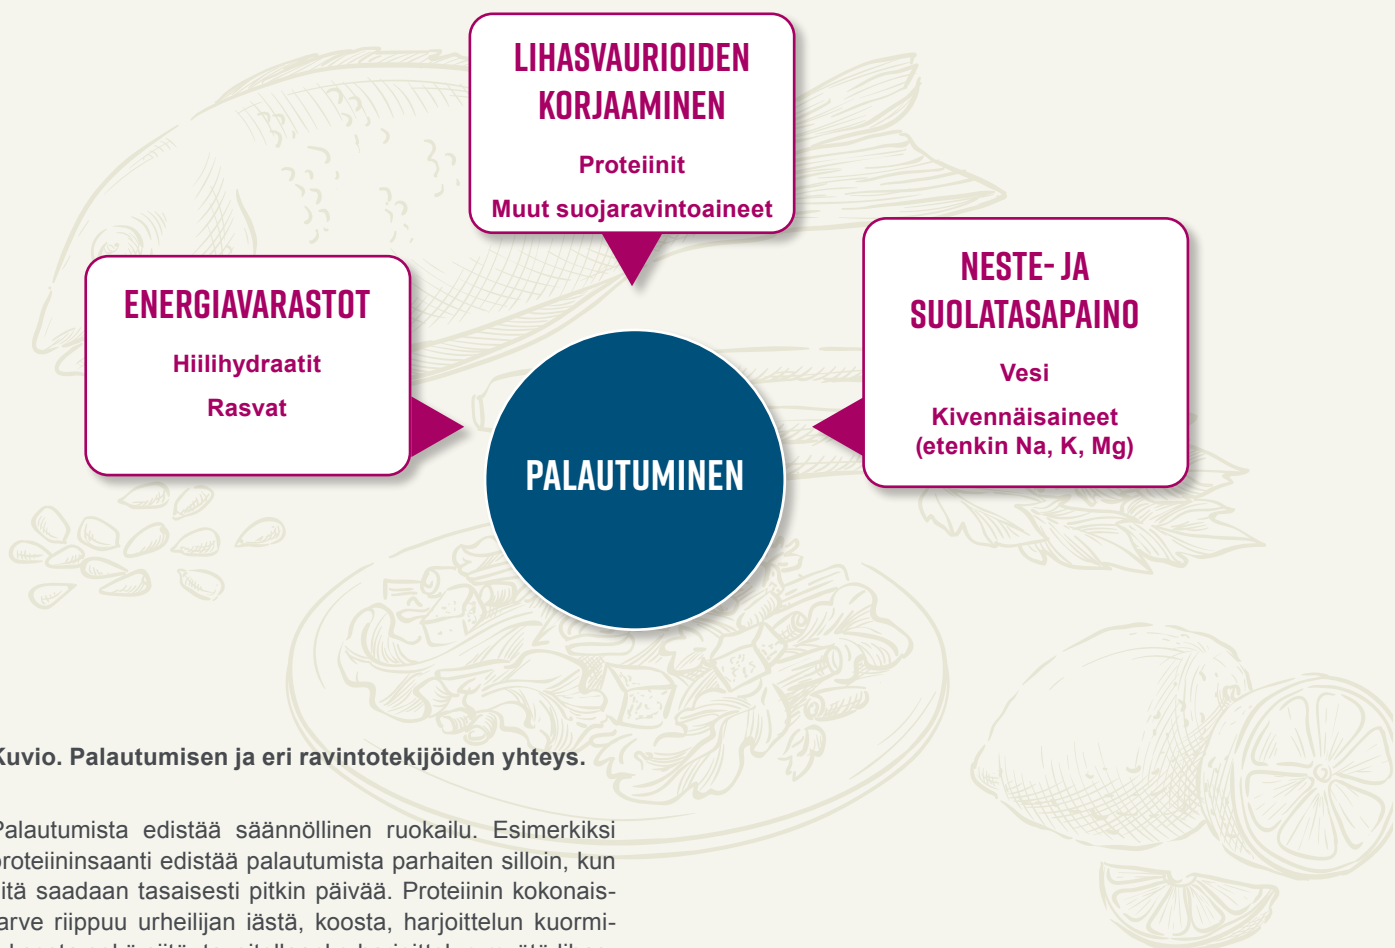 LIHASVAURIOIDEN
KORJAAMINEN
Proteiinit
Muut suojaravintoaineet
ENERGIAVARASTOT
Hiilihydraatit
Rasvat
NESTE- JA
SUOLATASAPAINO
Vesi
Kivennäisaineet
(etenkin Na, K, Mg)
PALAUTUMINEN
Kuvio. Palautumisen ja eri ravintotekijöiden yhteys.
Palautumista edistää säännöllinen ruokailu. Esimerkiksi
proteiininsaanti edistää palautumista parhaiten silloin, kun
sitä saadaan tasaisesti pitkin päivää. Proteiinin kokonais-
tarve riippuu urheilijan iästä, koosta, harjoittelun kuormi-